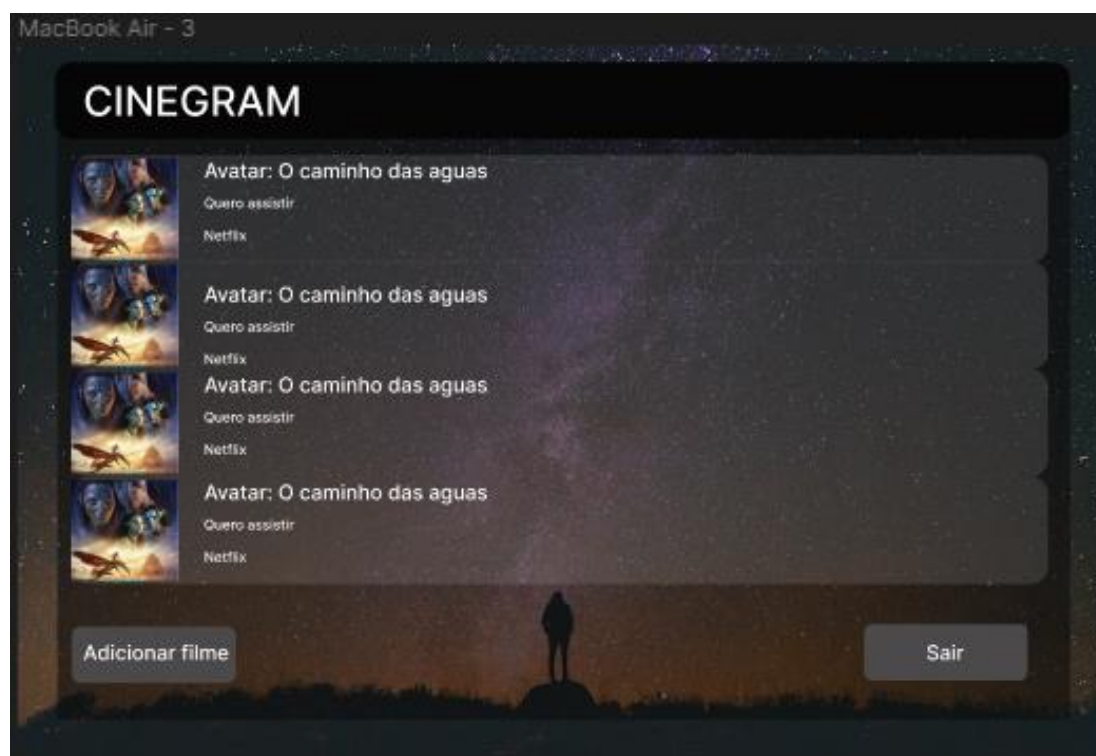 MacBook Air - 3
CINEGRAM
Avatar: O caminho das aguas
Quero assistir
Netflix
Avatar: O caminho das aguas
Quero assistir
Netflix
Avatar: O caminho das aguas
Quero assistir
Netflix
Avatar: O caminho das aguas
Quero assistir
Netflix
Adicionar filme
Sair